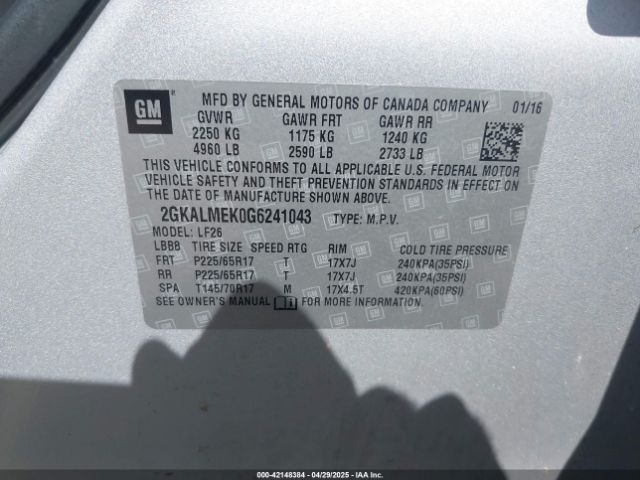 GM
MFD BY GENERAL MOTORS OF CANADA COMPANY 01/16
GVWR GAWR FRT GAWR RR
2250 KG 1175 KG 1240 KG
4960 LB 2590 LB 2733 LB
THIS VEHICLE CONFORMS TO ALL APPLICABLE U.S. FEDERAL MOTOR
VEHICLE SAFETY AND THEFT PREVENTION STANDARDS IN EFFECT ON
THE DATE OF MANUFACTURE SHOWN ABOVE.
2GKALMEK0G6241043 TYPE: M.P.V.
MODEL: LF26
LBB8 TIRE SIZE SPEED RTG RIM COLD TIRE PRESSURE
FRT P225/65R17 T 17X7J 240KPA(35PSI)
RR P225/65R17 T 17X7J 240KPA(35PSI)
SPA T145/70R17 M 17X4.5T 420KPA(60PSI)
SEE OWNER'S MANUAL FOR MORE INFORMATION.
000-42148384 - 04/29/2025 - IAAI.COM